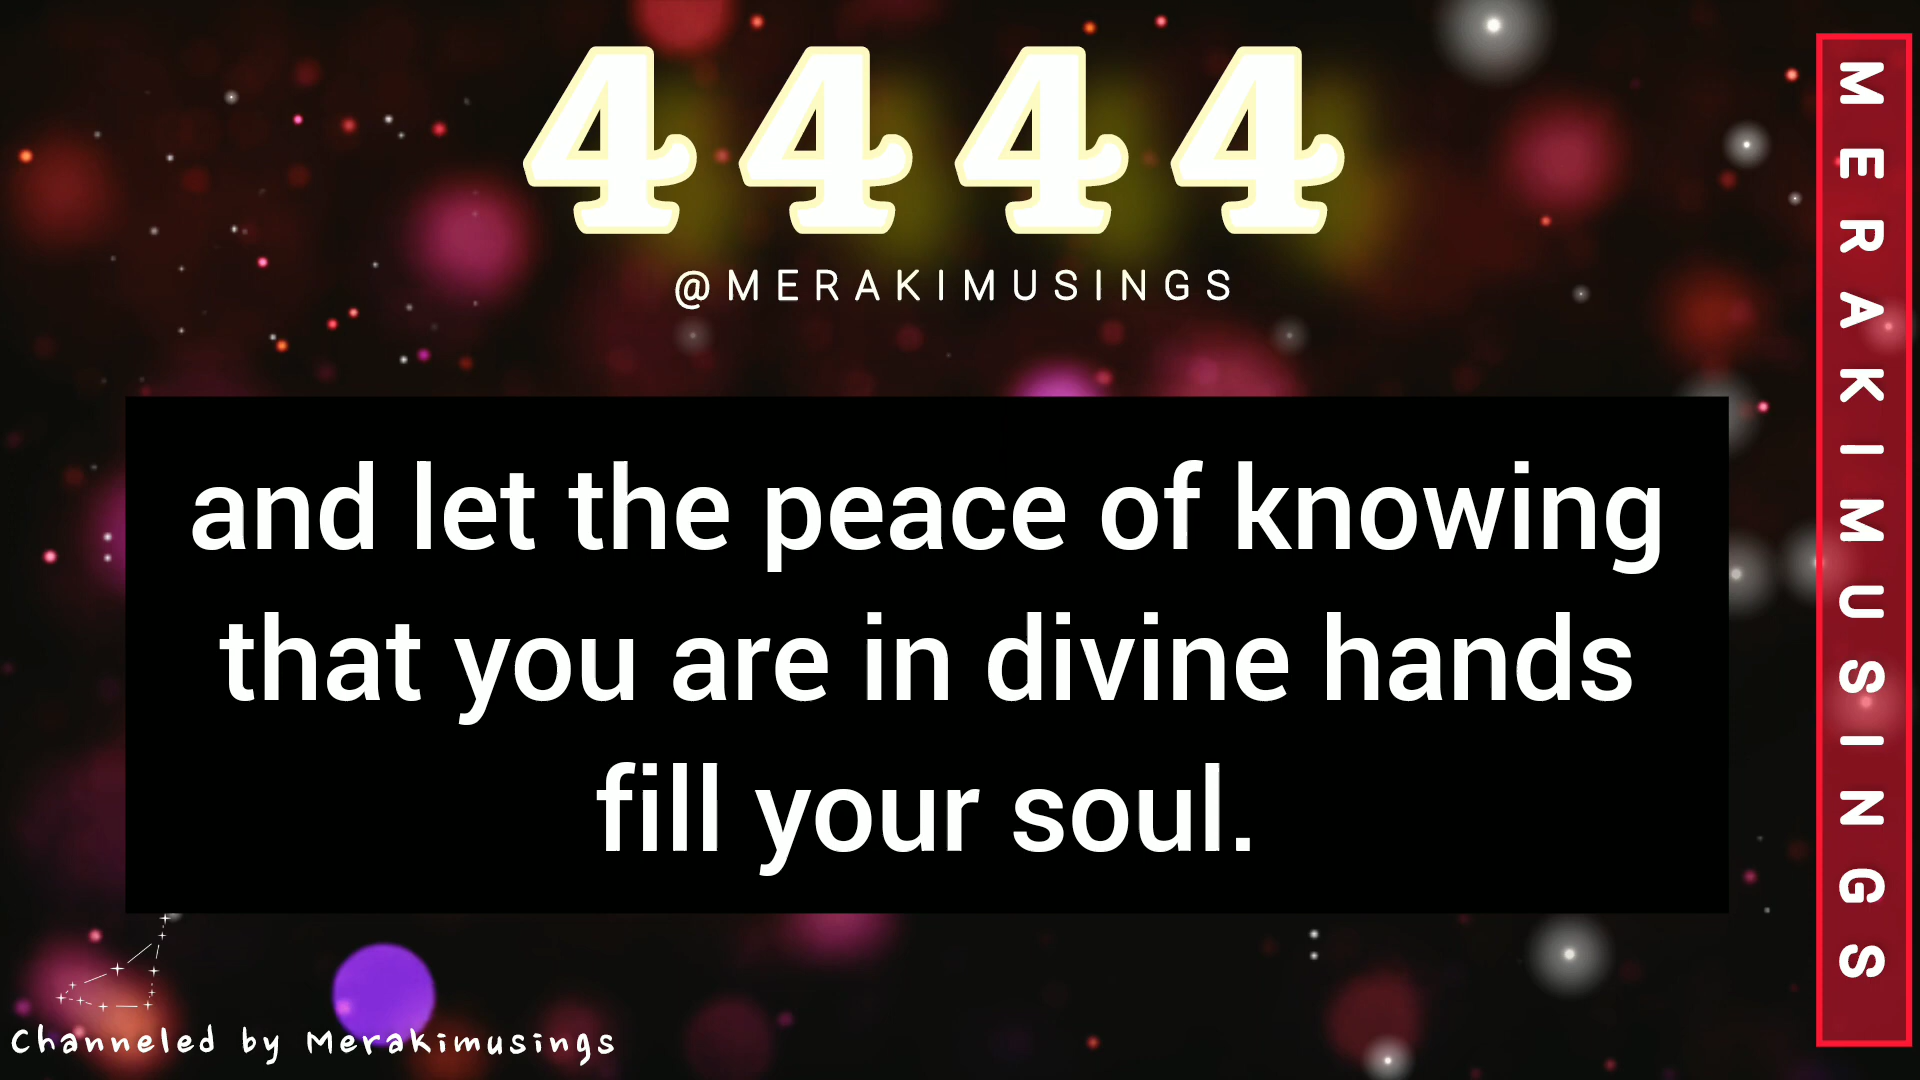 4444
@MERAKIMUSINGS
and let the peace of knowing
that you are in divine hands
fill your soul.
Channeled by Merakimusings
MERAKIMUSINGS